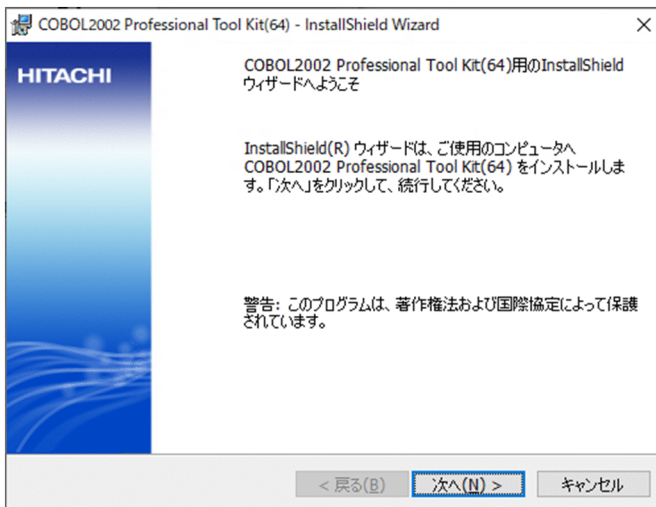 COBOL2002 Professional Tool Kit(64) - InstallShield Wizard
HITACHI
COBOL2002 Professional Tool Kit(64)用のInstallShield
ウィザードへようこそ
InstallShield(R) ウィザードは、ご使用のコンピュータへ
COBOL2002 Professional Tool Kit(64) をインストールしま
す。「次へ」をクリックして、続行してください。
警告: このプログラムは、著作権法および国際協定によって保護
されています。
< 戻る(B)
次へ(N) >
キャンセル